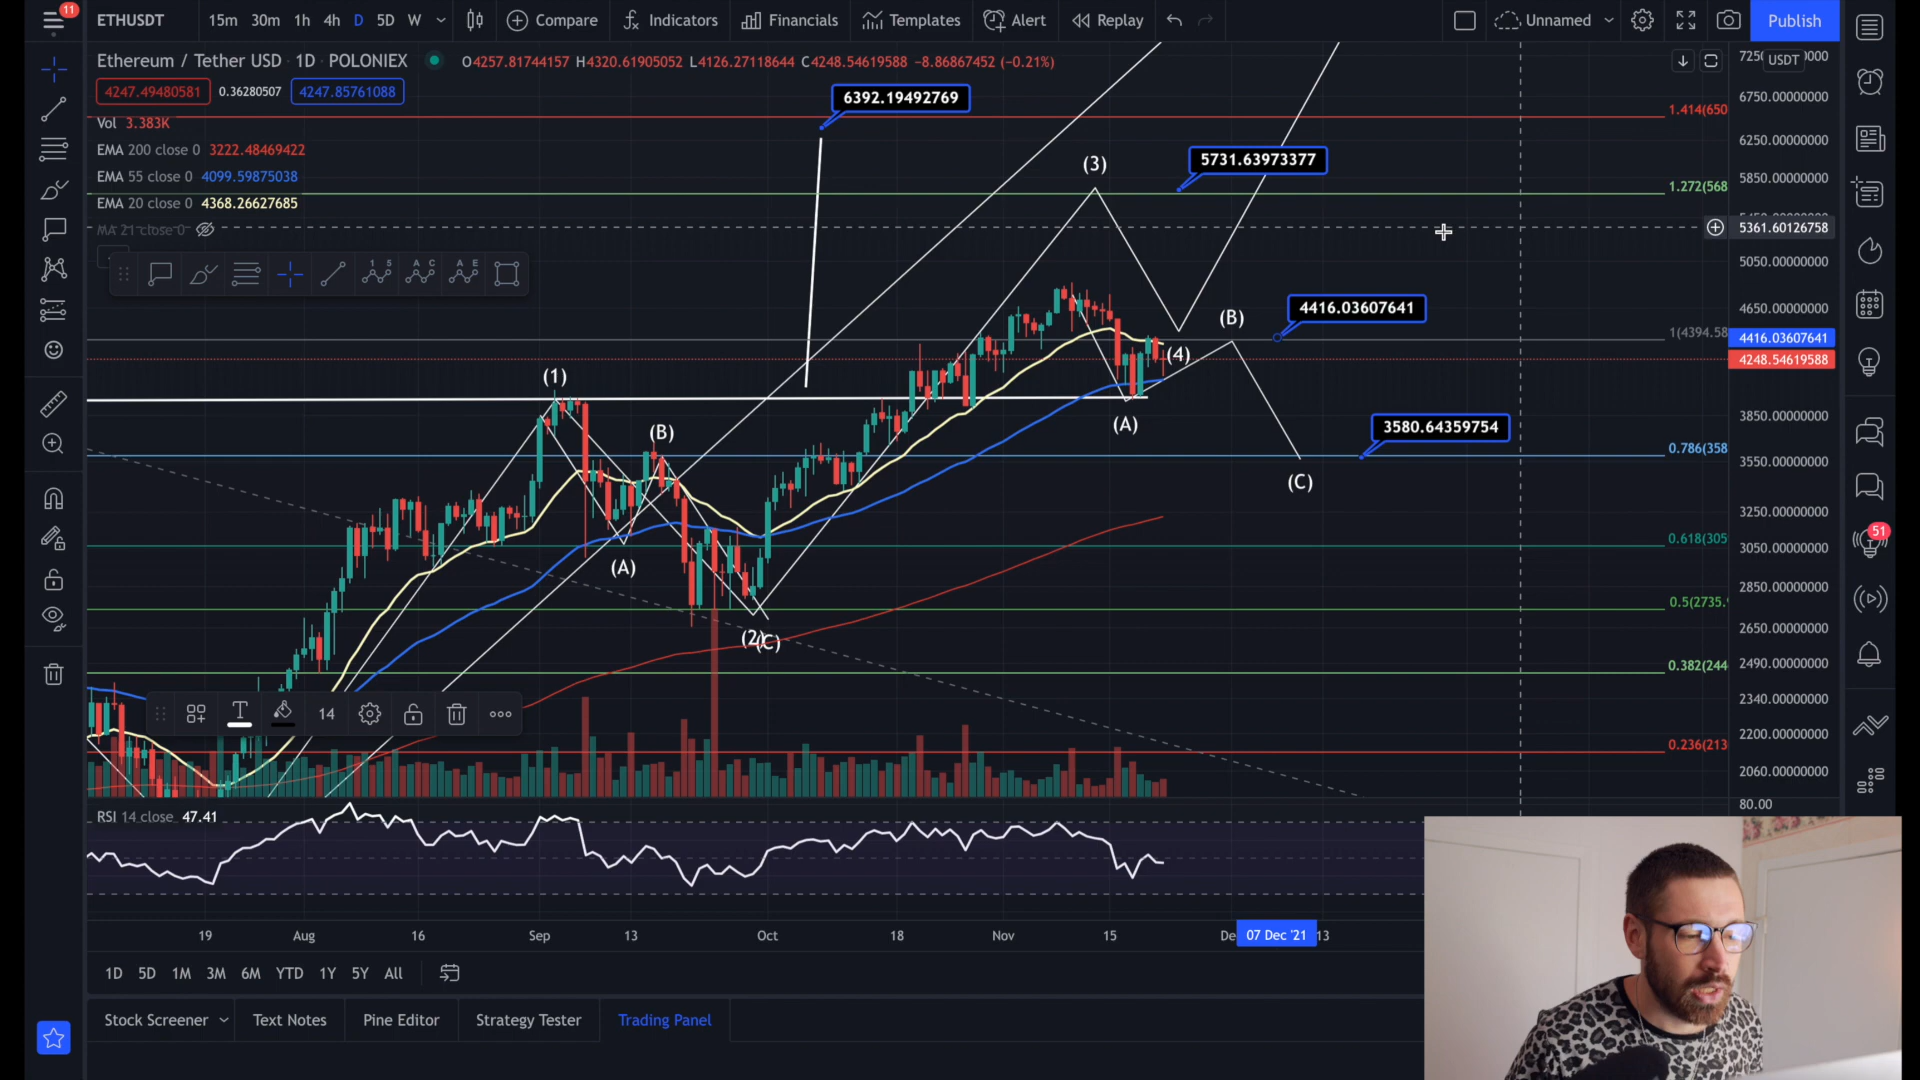 11
ETHUSDT 15m 30m 1h 4h D 5D W Compare Indicators Financials Templates Alert Replay Unnamed Publish
Ethereum / Tether USD · 1D · POLONIEX O4257.81744157 H4320.61905052 L4126.27118644 C4248.54619588 −8.86867452 (−0.21%)
USDT
4247.49480581 0.36280507 4247.85761088
Vol 3.383K
EMA 200 close 0 3222.48469422
EMA 55 close 0 4099.59875038
EMA 20 close 0 4368.26627685
MA 21 close 0
A C A E
1 5
6392.19492769
5731.63973377
4416.03607641
3580.64359754
(3)
(1)
(B)
(A)
(2)
(C)
(4)
(B)
(A)
(C)
1.414(650
1.272(568
1(4394.58
0.786(358
0.618(305
0.5(2735.
0.382(244
0.236(213
6750.00000000
6250.00000000
5850.00000000
5361.60126758
5050.00000000
4650.00000000
4416.03607641
4248.54619588
3850.00000000
3550.00000000
3250.00000000
3050.00000000
2850.00000000
2650.00000000
2490.00000000
2340.00000000
2200.00000000
2060.00000000
80.00
51
T 14
RSI 14 close 47.41
19 Aug 16 Sep 13 Oct 18 Nov 15 De 07 Dec '21 13
1D 5D 1M 3M 6M YTD 1Y 5Y All
Stock Screener Text Notes Pine Editor Strategy Tester Trading Panel